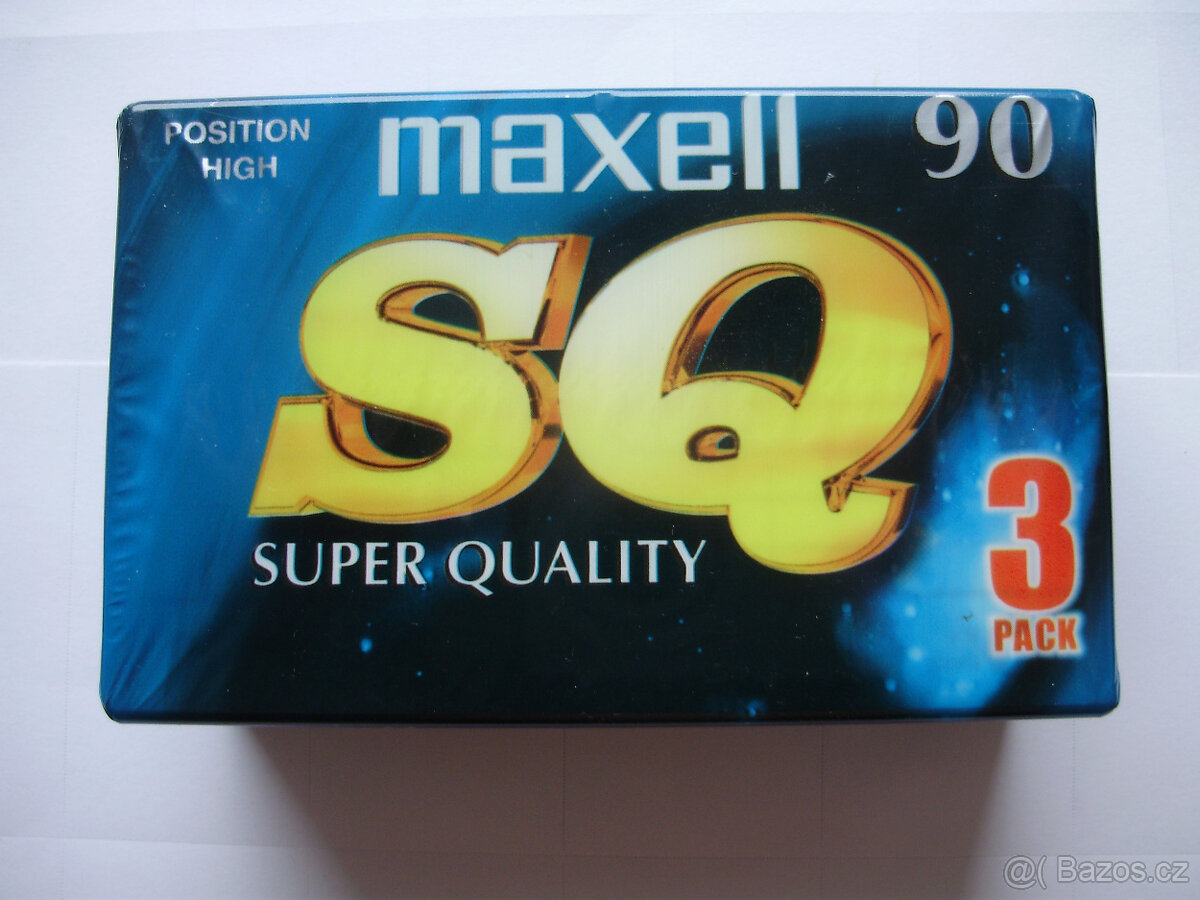 POSITION
HIGH
maxell
90
SQ
SUPER QUALITY
3
PACK
@( Bazos.cz